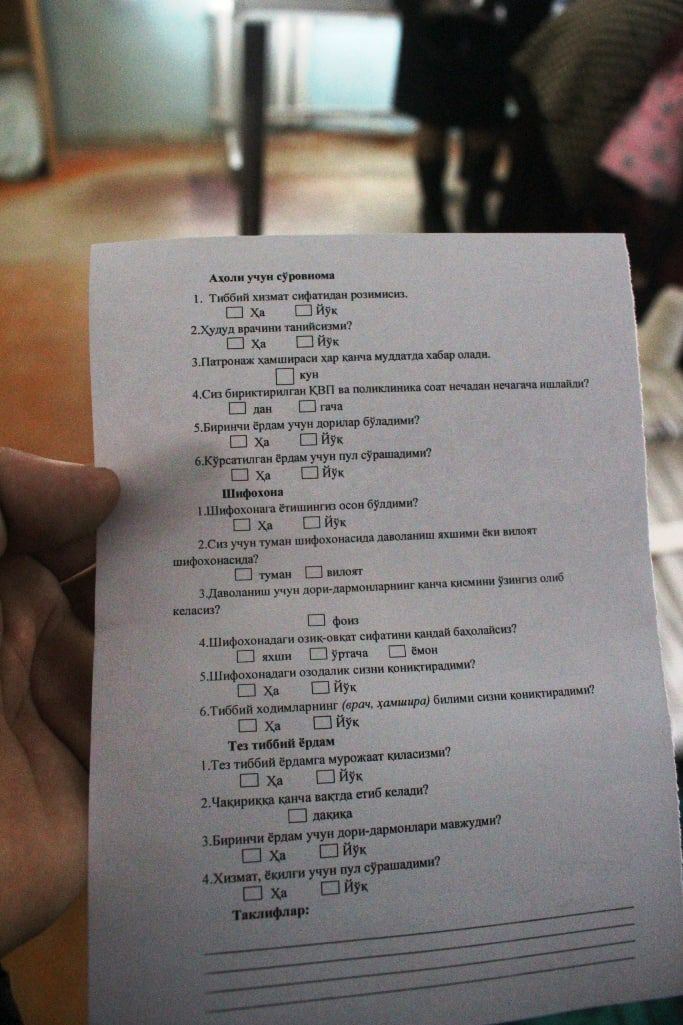 Ахоли учун сўровнома
1. Тиббий хизмат сифатидан розимисиз.
Ҳа Йўқ
2.Ҳудуд врачини танийсизми?
Ҳа Йўқ
3.Патронаж ҳамшираси ҳар қанча муддатда хабар олади.
кун
4.Сиз бириктирилган ҚВП ва поликлиника соат нечадан нечагача ишлайди?
дан гача
5.Биринчи ёрдам учун дорилар бўладими?
Ҳа Йўқ
6.Кўрсатилган ёрдам учун пул сўрашадими?
Ҳа Йўқ
Шифохона
1.Шифохонага ётишингиз осон бўлдими?
Ҳа Йўқ
2.Сиз учун туман шифохонасида даволаниш яхшими ёки вилоят
шифохонасида?
туман вилоят
3.Даволаниш учун дори-дармонларнинг қанча қисмини ўзингиз олиб
келасиз?
фоиз
4.Шифохонадаги озиқ-овқат сифатини қандай баҳолайсиз?
яхши ўртача ёмон
5.Шифохонадаги озодалик сизни қониқтирадими?
Ҳа Йўқ
6.Тиббий ходимларнинг (врач, ҳамшира) билими сизни қониқтирадими?
Ҳа Йўқ
Тез тиббий ёрдам
1.Тез тиббий ёрдамга мурожаат қиласизми?
Ҳа Йўқ
2.Чақириққа қанча вақтда етиб келади?
дақиқа
3.Биринчи ёрдам учун дори-дармонлари мавжудми?
Ҳа Йўқ
4.Хизмат, ёқилғи учун пул сўрашадими?
Ҳа Йўқ
Таклифлар: